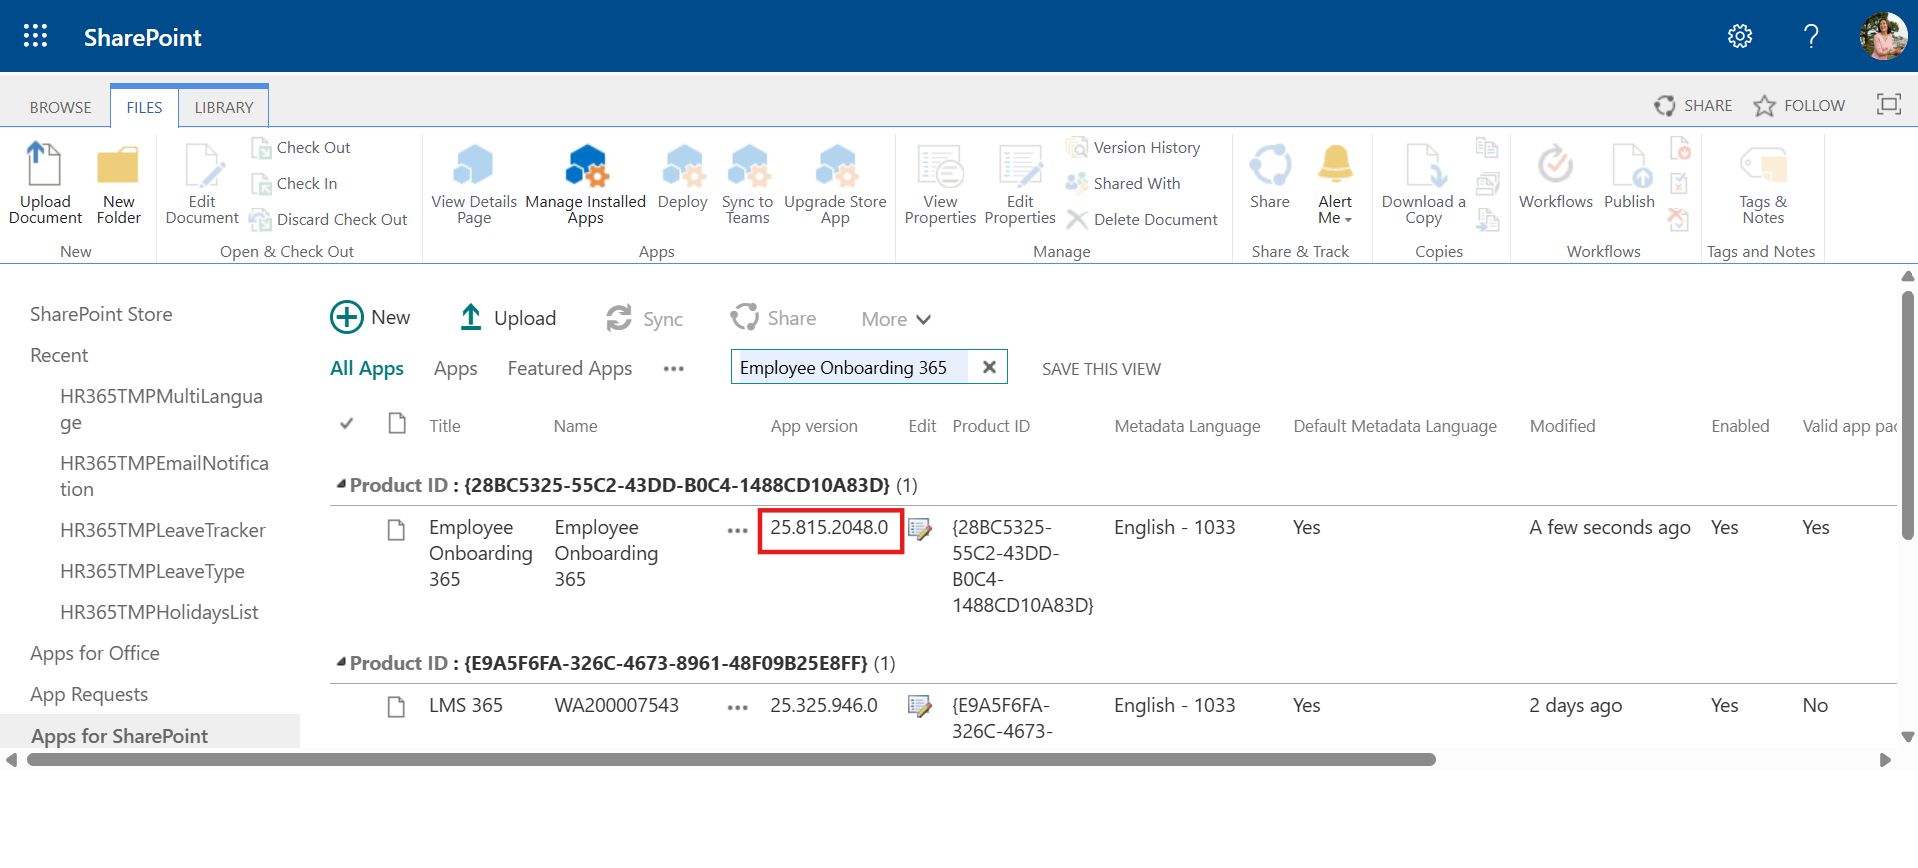 SharePoint
BROWSE FILES LIBRARY SHARE FOLLOW
Upload Document
New Folder
New
Edit Document
Check Out
Check In
Discard Check Out
Open & Check Out
View Details Page
Manage Installed Apps
Deploy
Sync to Teams
Upgrade Store App
Apps
View Properties
Edit Properties
Version History
Shared With
Delete Document
Manage
Share
Alert Me
Share & Track
Download a Copy
Copies
Workflows
Publish
Workflows
Tags & Notes
Tags and Notes
SharePoint Store
Recent
HR365TMPMultiLangua
ge
HR365TMPEmailNotifica
tion
HR365TMPLeaveTracker
HR365TMPLeaveType
HR365TMPHolidaysList
Apps for Office
App Requests
Apps for SharePoint
New Upload Sync Share More
All Apps Apps Featured Apps ••• Employee Onboarding 365 SAVE THIS VIEW
Title Name App version Edit Product ID Metadata Language Default Metadata Language Modified Enabled Valid app pac
Product ID : {28BC5325-55C2-43DD-B0C4-1488CD10A83D} (1)
Employee Employee ••• 25.815.2048.0 {28BC5325- English - 1033 Yes A few seconds ago Yes Yes
Onboarding Onboarding 55C2-43DD-
365 365 B0C4-
1488CD10A83D}
Product ID : {E9A5F6FA-326C-4673-8961-48F09B25E8FF} (1)
LMS 365 WA200007543 ••• 25.325.946.0 {E9A5F6FA- English - 1033 Yes 2 days ago Yes No
326C-4673-